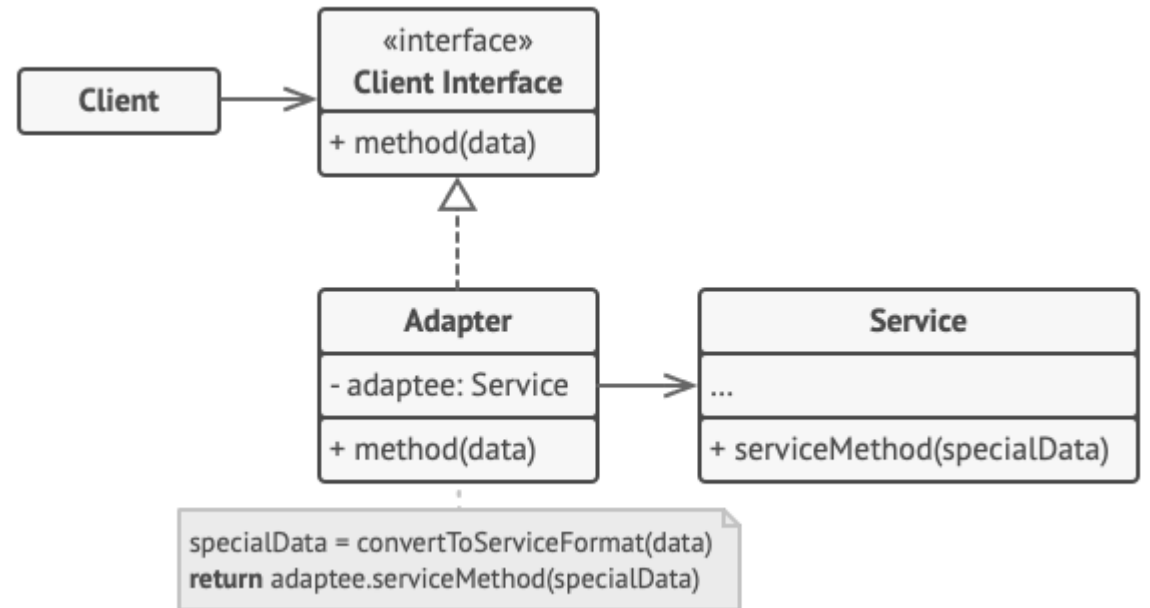 Client
«interface»
Client Interface
+ method(data)
Adapter
- adaptee: Service
+ method(data)
Service
...
+ serviceMethod(specialData)
specialData = convertToServiceFormat(data)
return adaptee.serviceMethod(specialData)